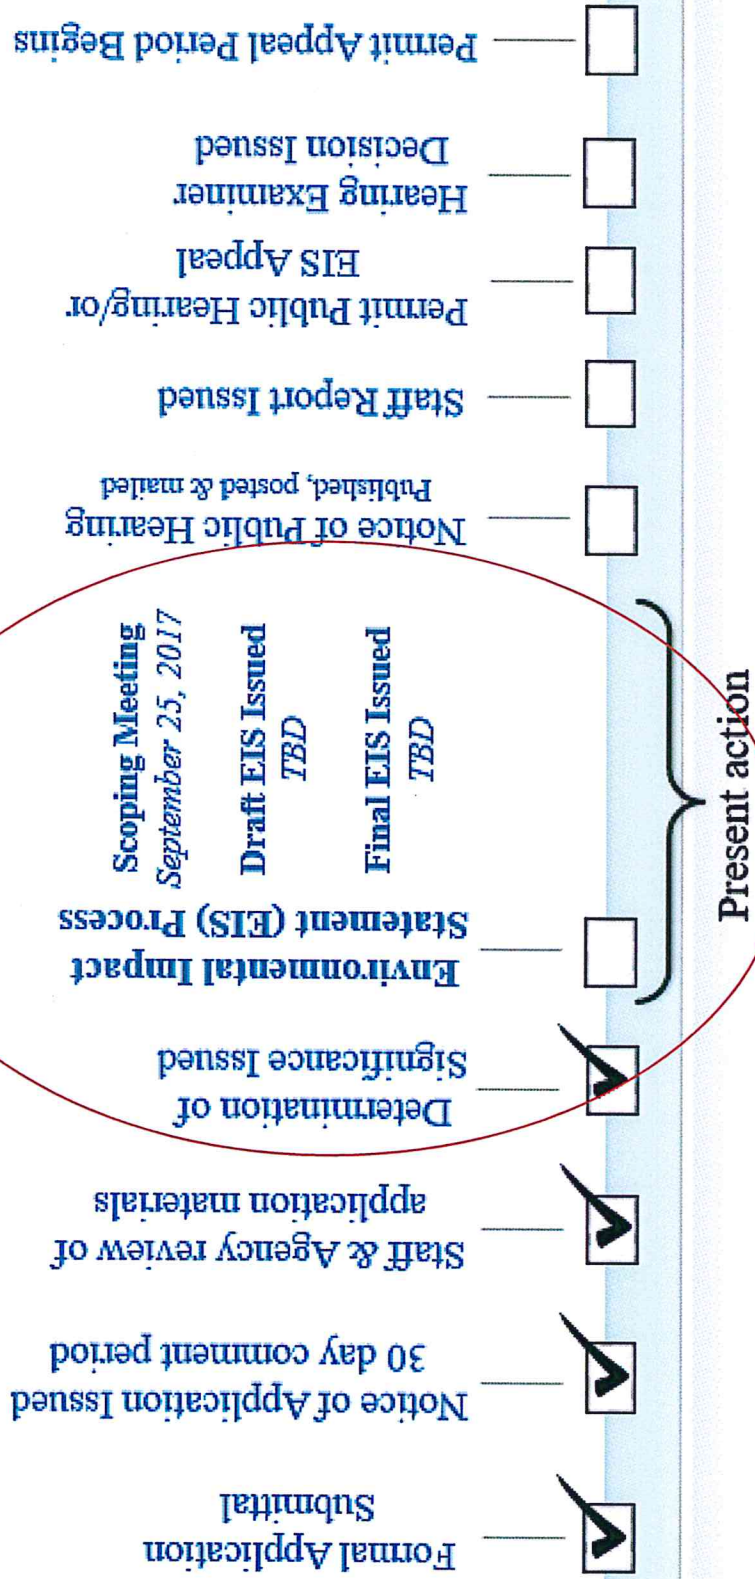 Formal Application
Submittal
Notice of Application Issued
30 day comment period
Staff & Agency review of
application materials
Determination of
Significance Issued
Environmental Impact
Statement (EIS) Process
Scoping Meeting
September 25, 2017
Draft EIS Issued
TBD
Final EIS Issued
TBD
Present action
Notice of Public Hearing
Published, posted & mailed
Staff Report Issued
Permit Public Hearing/or
EIS Appeal
Hearing Examiner
Decision Issued
Permit Appeal Period Begins